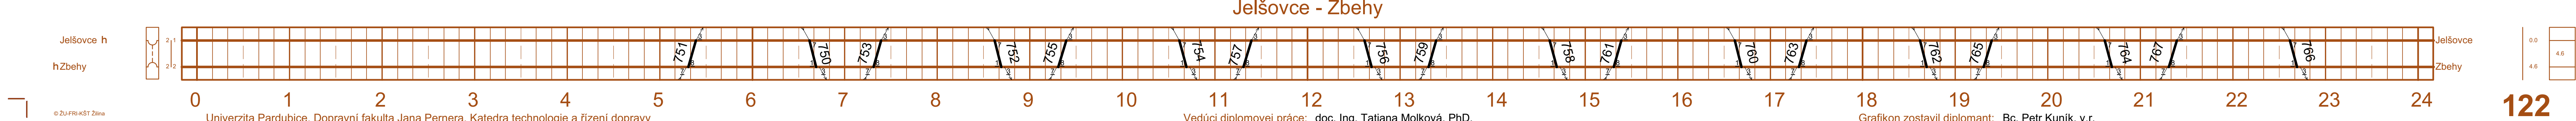 Jelšovce - Zbehy
Jelšovce h
h Zbehy
751 750 753 752 755 754 757 756 759 758 761 760 763 762 765 764 767 766
Jelšovce
Zbehy
0.0
4.6
4.6
0 1 2 3 4 5 6 7 8 9 10 11 12 13 14 15 16 17 18 19 20 21 22 23 24
122
© ŽU-FRI-KŠT Žilina
Univerzita Pardubice, Dopravní fakulta Jana Pernera, Katedra technologie a řízení dopravy
Vedúci diplomovej práce: doc. Ing. Tatiana Molková, PhD.
Grafikon zostavil diplomant: Bc. Petr Kuník, v.r.